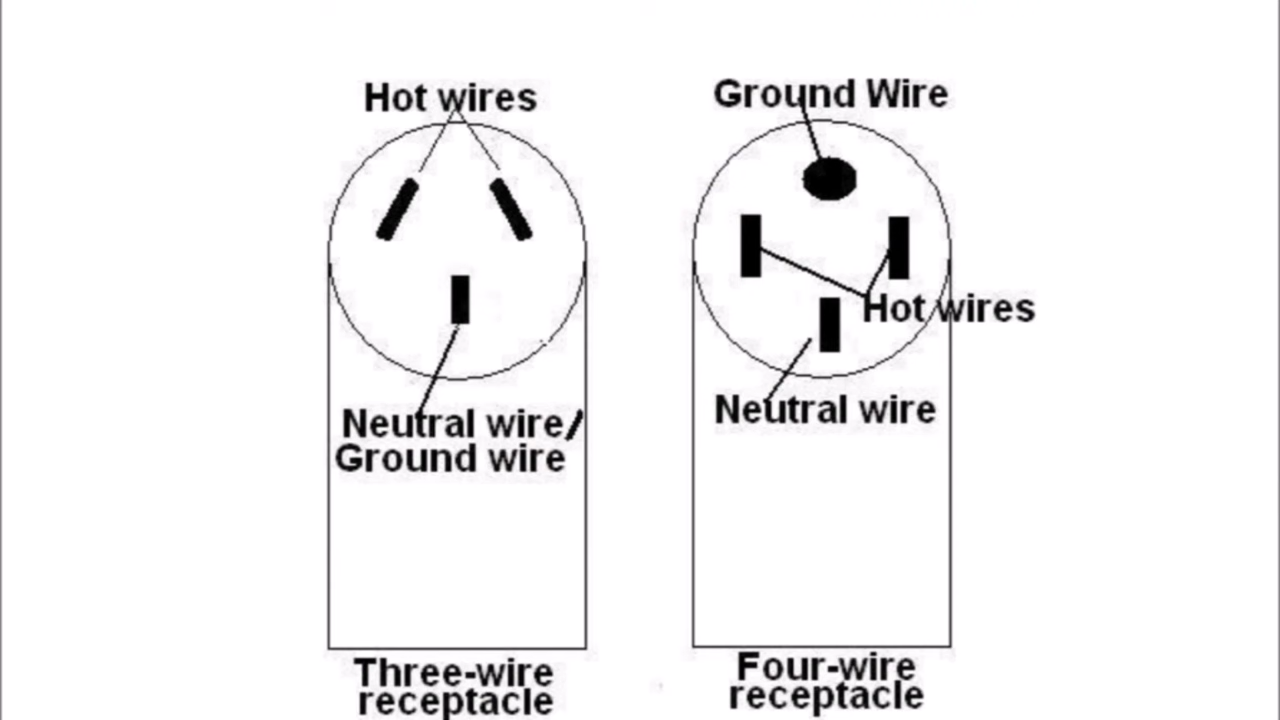 Hot wires
Neutral wire/
Ground wire
Three-wire
receptacle
Ground Wire
Hot wires
Neutral wire
Four-wire
receptacle